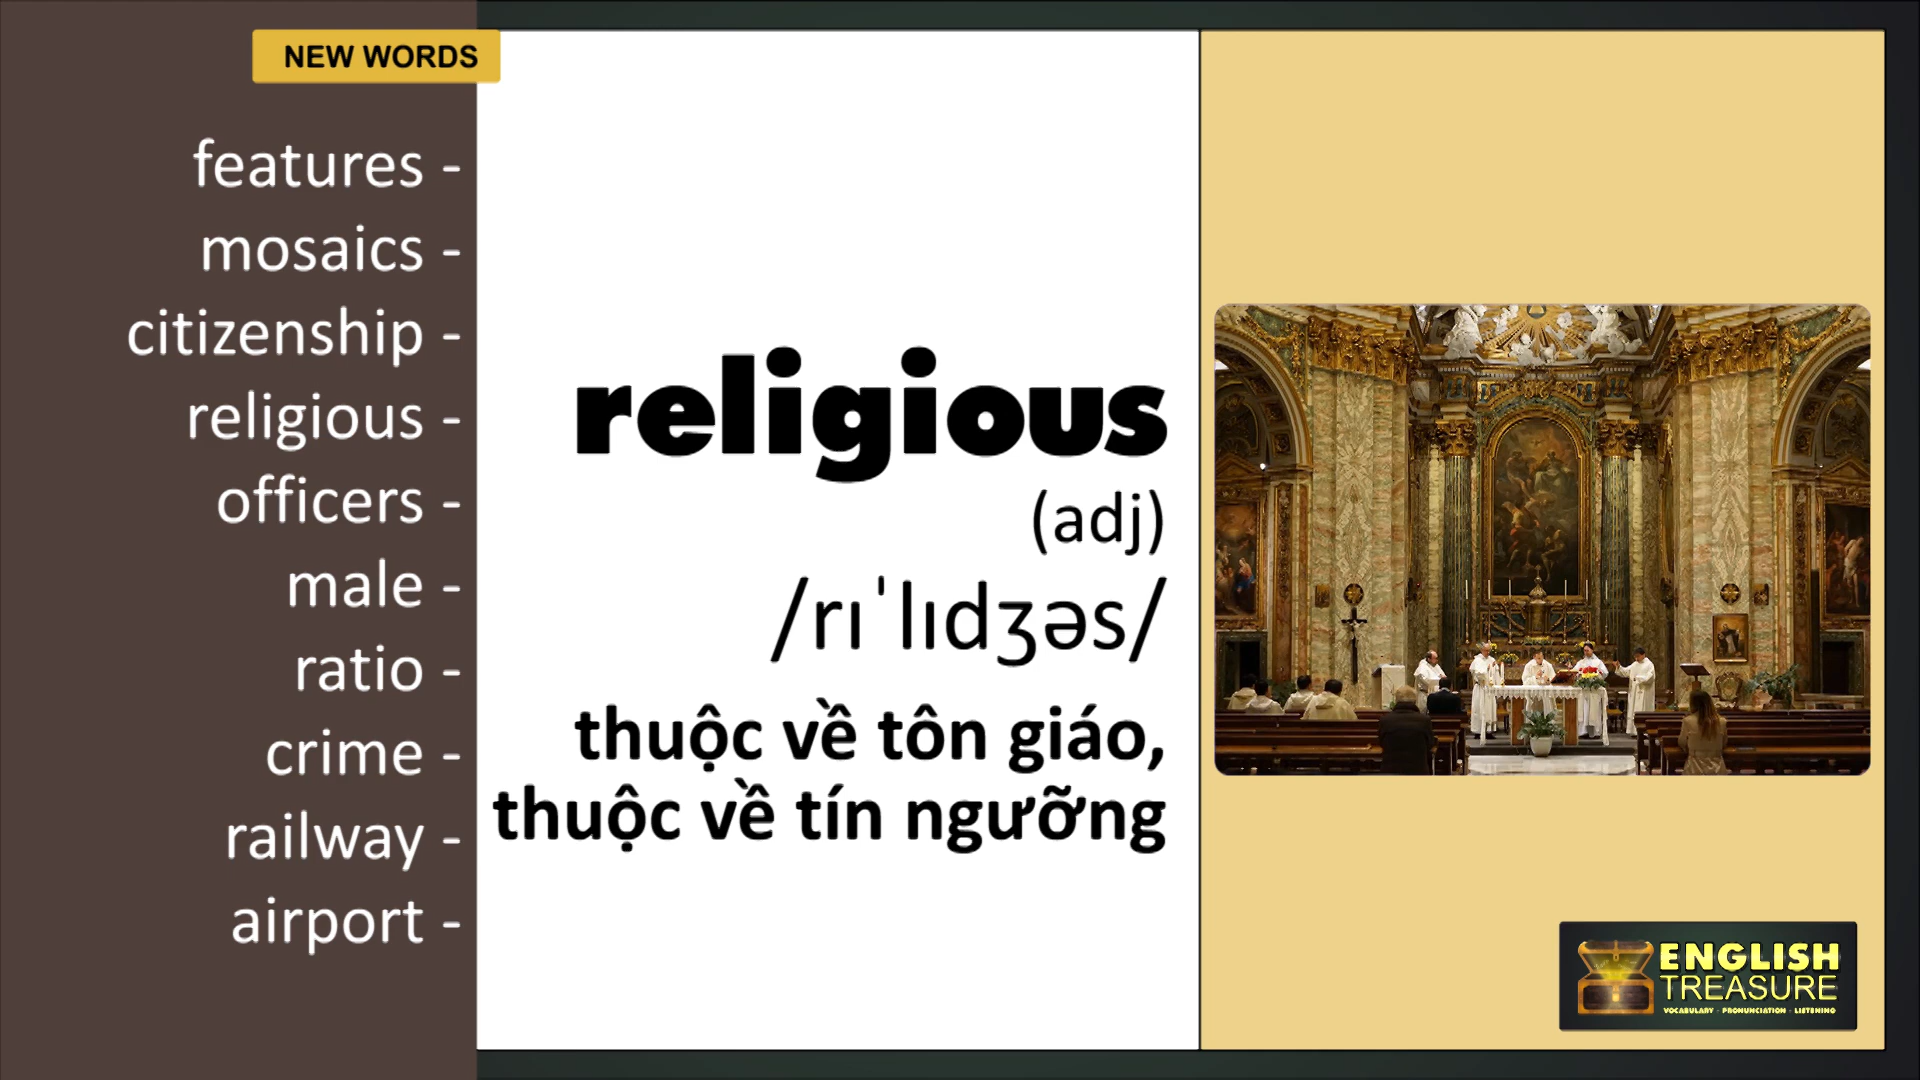 NEW WORDS
features -
mosaics -
citizenship -
religious -
officers -
male -
ratio -
crime -
railway -
airport -
religious
(adj)
/rɪˈlɪdʒəs/
thuộc về tôn giáo,
thuộc về tín ngưỡng
ENGLISH
TREASURE
VOCABULARY - PRONUNCIATION - LISTENING